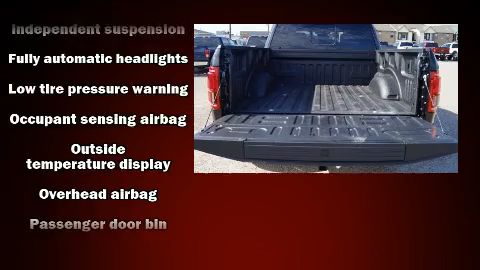 Independent suspension
Fully automatic headlights
Low tire pressure warning
Occupant sensing airbag
Outside
temperature display
Overhead airbag
Passenger door bin